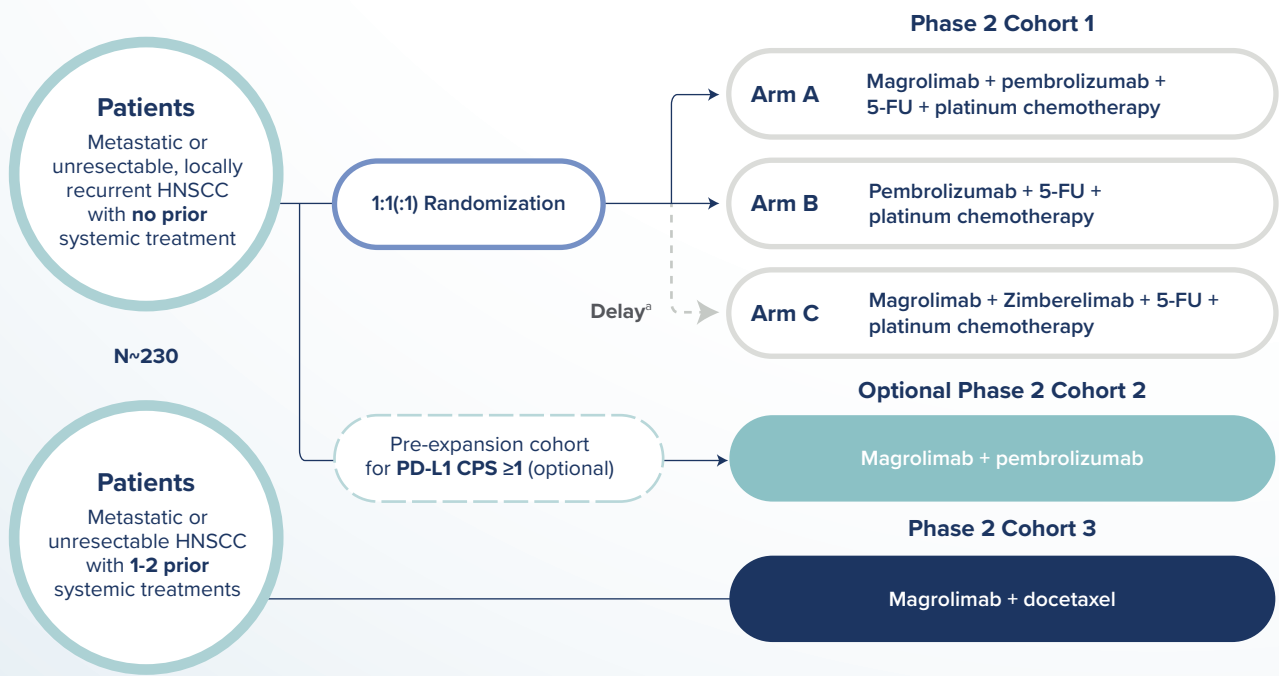 Patients
Metastatic or
unresectable, locally
recurrent HNSCC
with no prior
systemic treatment
N~230
Patients
Metastatic or
unresectable HNSCC
with 1-2 prior
systemic treatments
1:1(:1) Randomization
Delayᵃ
Pre-expansion cohort
for PD-L1 CPS ≥1 (optional)
Phase 2 Cohort 1
Arm A
Magrolimab + pembrolizumab +
5-FU + platinum chemotherapy
Arm B
Pembrolizumab + 5-FU +
platinum chemotherapy
Arm C
Magrolimab + Zimberelimab + 5-FU +
platinum chemotherapy
Optional Phase 2 Cohort 2
Magrolimab + pembrolizumab
Phase 2 Cohort 3
Magrolimab + docetaxel